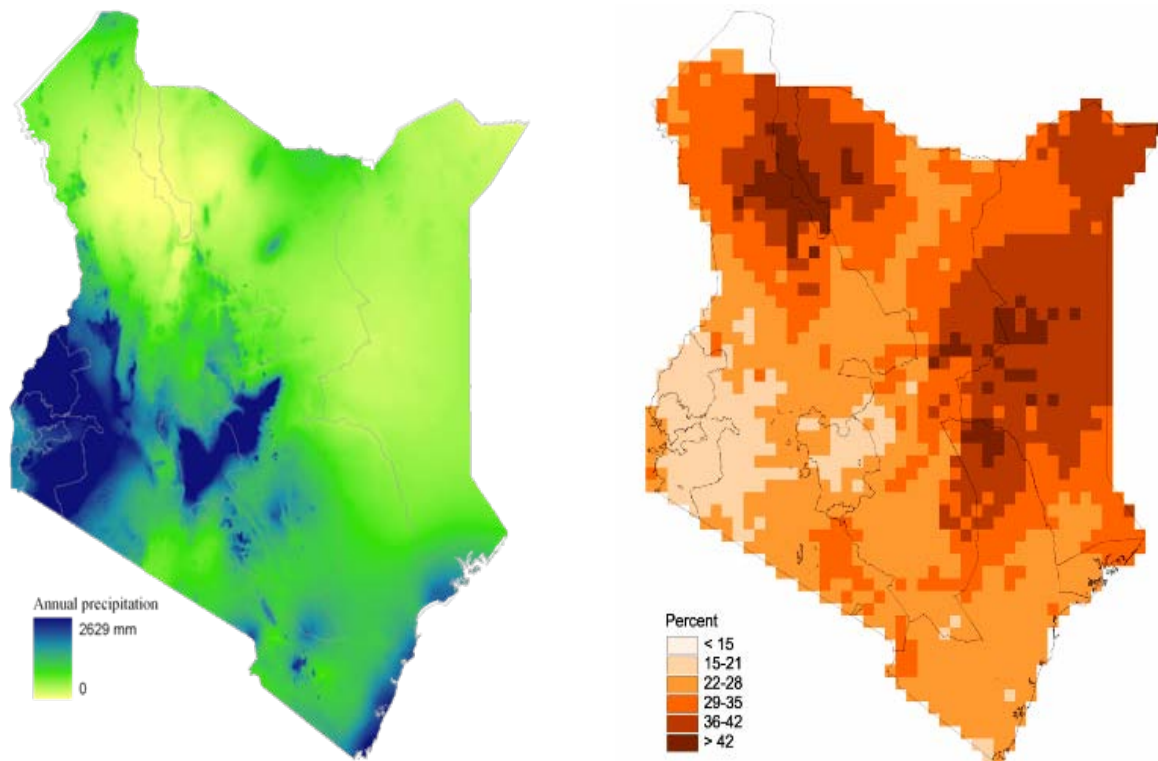 Annual precipitation
2629 mm
0
Percent
< 15
15-21
22-28
29-35
36-42
> 42